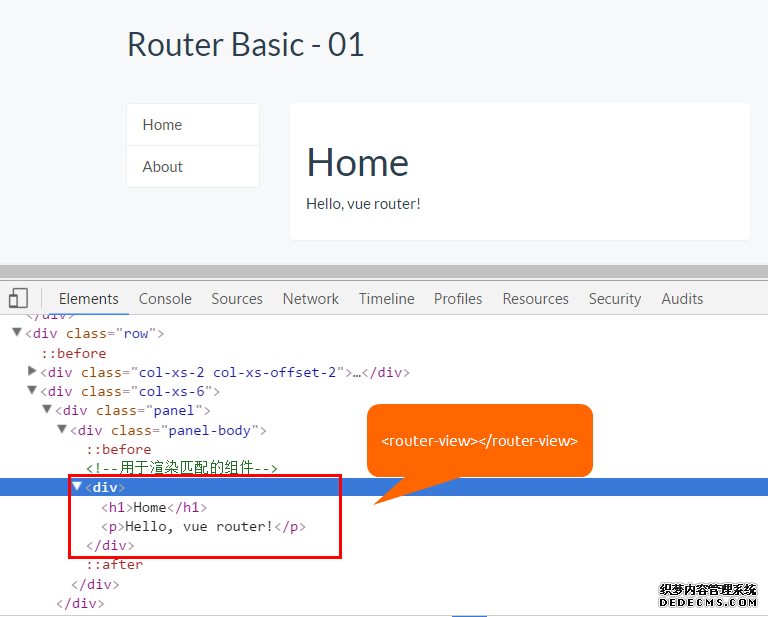 Router Basic - 01
Home
About
Home
Hello, vue router!
Elements Console Sources Network Timeline Profiles Resources Security Audits
</div>
<div class="row">
::before
<div class="col-xs-2 col-xs-offset-2">…</div>
<div class="col-xs-6">
<div class="panel">
<div class="panel-body">
::before
<!--用于渲染匹配的组件-->
<div>
<h1>Home</h1>
<p>Hello, vue router!</p>
</div>
::after
</div>
</div>
<router-view></router-view>
织梦内容管理系统
DEDECMS.COM